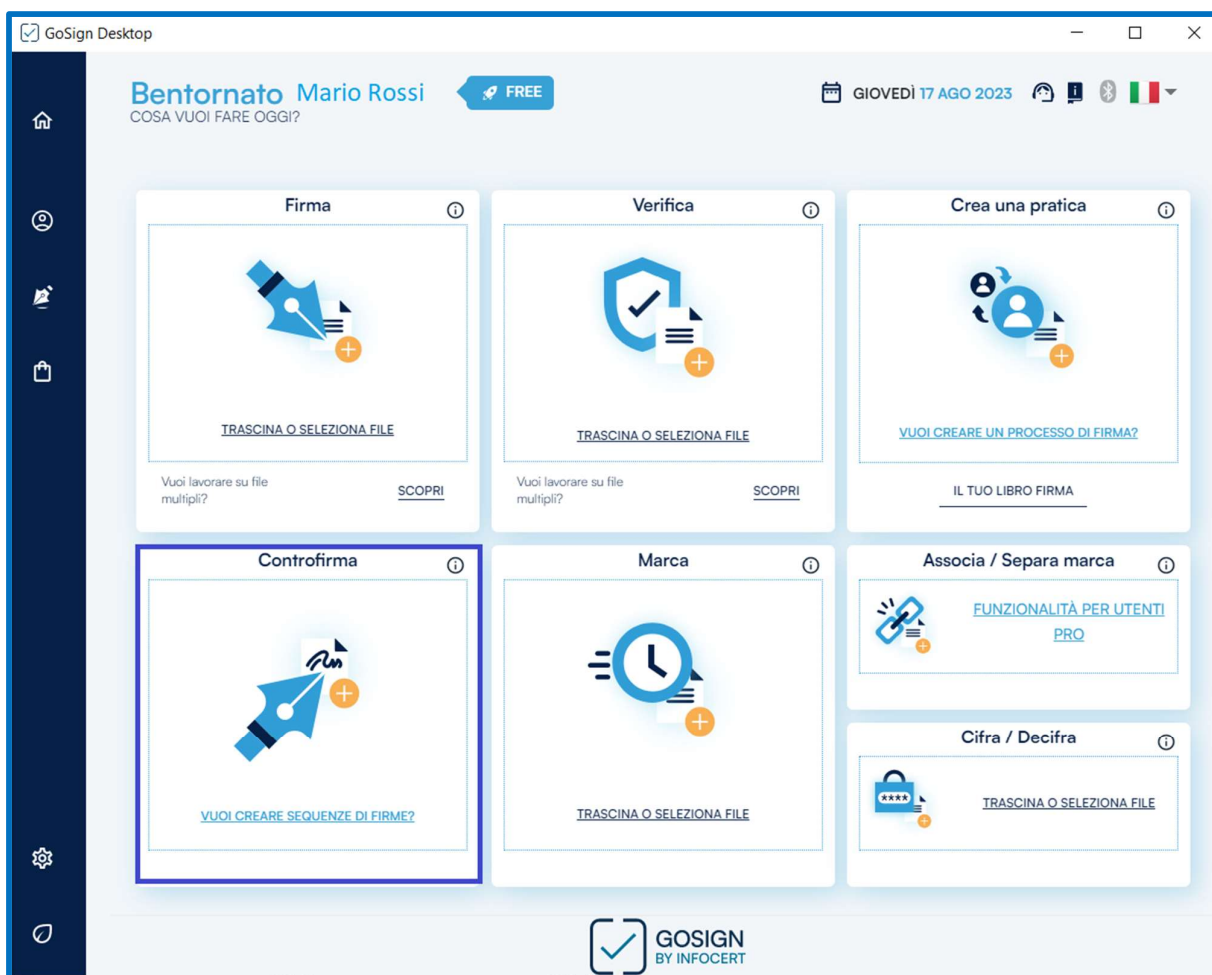 GoSign Desktop
Bentornato Mario Rossi
FREE
GIOVEDÌ 17 AGO 2023
COSA VUOI FARE OGGI?
Firma
TRASCINA O SELEZIONA FILE
Vuoi lavorare su file
multipli?
SCOPRI
Verifica
TRASCINA O SELEZIONA FILE
Vuoi lavorare su file
multipli?
SCOPRI
Crea una pratica
VUOI CREARE UN PROCESSO DI FIRMA?
IL TUO LIBRO FIRMA
Controfirma
VUOI CREARE SEQUENZE DI FIRME?
Marca
TRASCINA O SELEZIONA FILE
Associa / Separa marca
FUNZIONALITÀ PER UTENTI
PRO
Cifra / Decifra
****
TRASCINA O SELEZIONA FILE
GOSIGN
BY INFOCERT